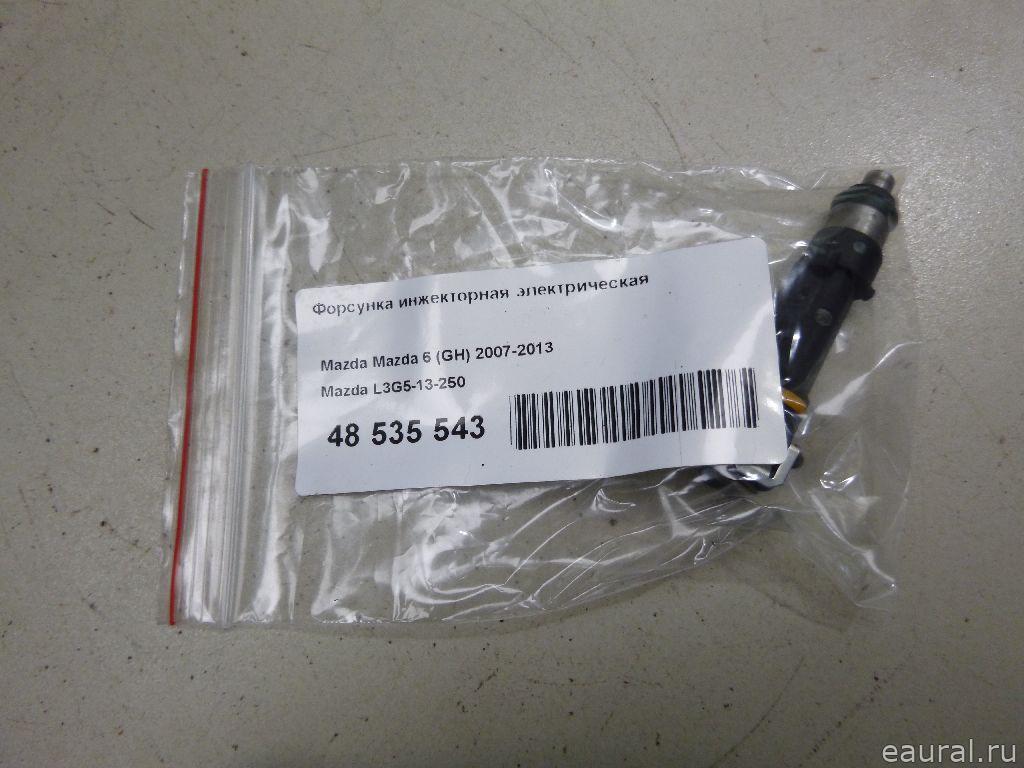 Форсунка инжекторная электрическая
Mazda Mazda 6 (GH) 2007-2013
Mazda L3G5-13-250
48 535 543
eaural.ru